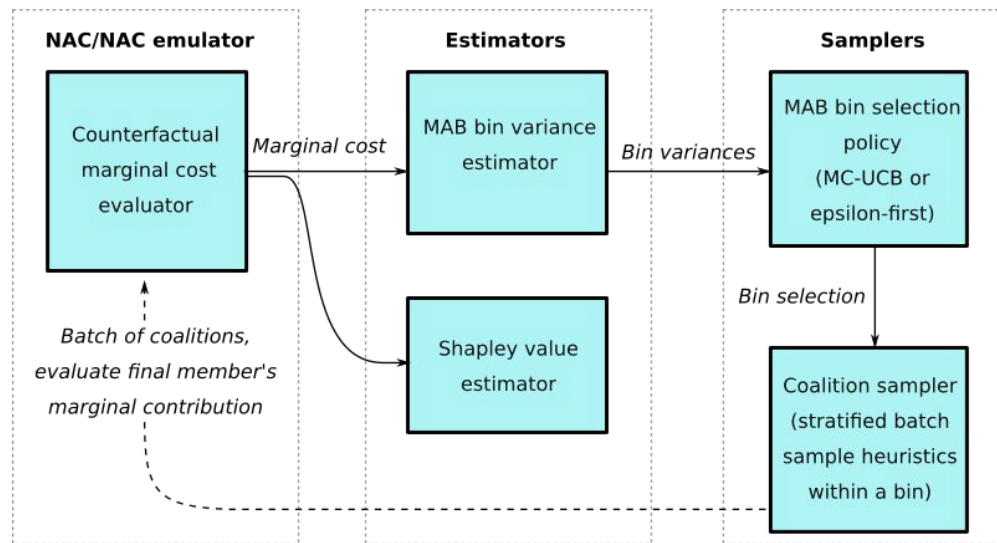 NAC/NAC emulator
Counterfactual
marginal cost
evaluator
Batch of coalitions,
evaluate final member's
marginal contribution
Marginal cost
Estimators
MAB bin variance
estimator
Shapley value
estimator
Bin variances
Samplers
MAB bin selection
policy
(MC-UCB or
epsilon-first)
Bin selection
Coalition sampler
(stratified batch
sample heuristics
within a bin)